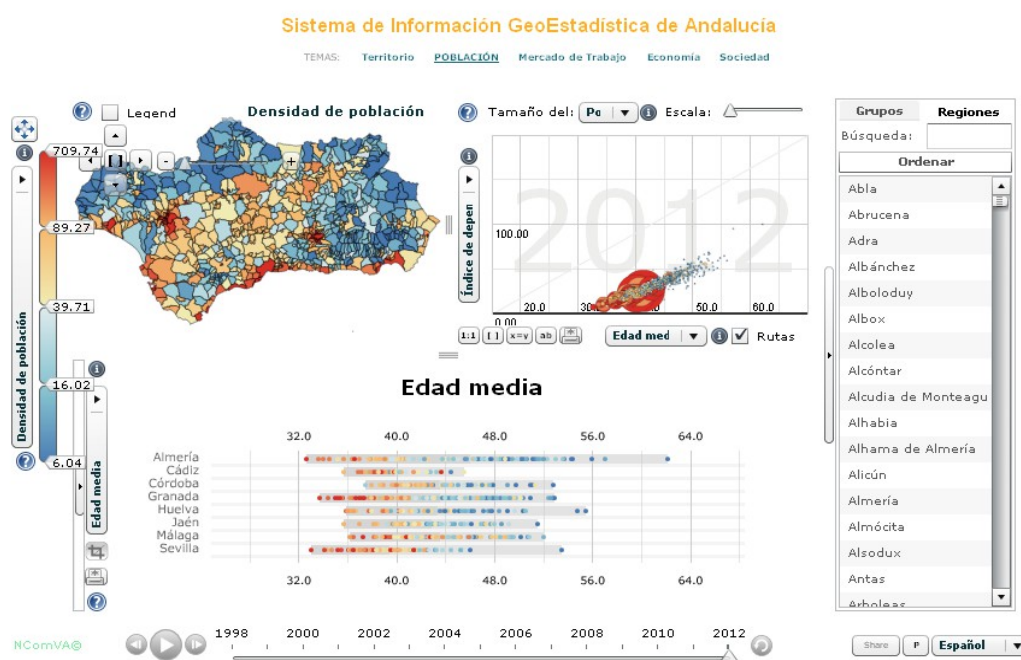 Sistema de Información GeoEstadística de Andalucía
TEMAS: Territorio POBLACIÓN Mercado de Trabajo Economía Sociedad
Legend
Densidad de población
Tamaño del: Po
Escala:
Grupos Regiones
Búsqueda:
Ordenar
709.74
89.27
39.71
16.02
6.04
Densidad de población
[ ]
-
+
2012
100.00
0.00
20.0 50.0 60.0
Índice de depen
1:1 [ ] x=y ab
Edad med
Rutas
Abla
Abrucena
Adra
Albánchez
Alboloduy
Albox
Alcolea
Alcóntar
Alcudia de Monteagu
Alhabia
Alhama de Almería
Alicún
Almería
Almócita
Alsodux
Antas
Arboleas
Edad media
Edad media
32.0 40.0 48.0 56.0 64.0
Almería
Cádiz
Córdoba
Granada
Huelva
Jaén
Málaga
Sevilla
32.0 40.0 48.0 56.0 64.0
NComVA©
1998 2000 2002 2004 2006 2008 2010 2012
Share P Español